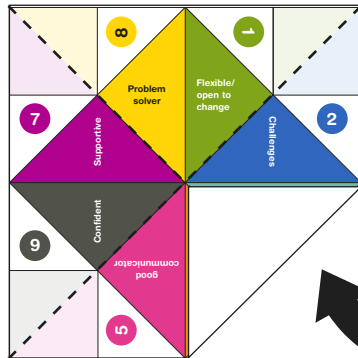 8
1
Problem
solver
Flexible/
open to
change
7
Supportive
Challenges
2
6
Confident
good
communicator
5